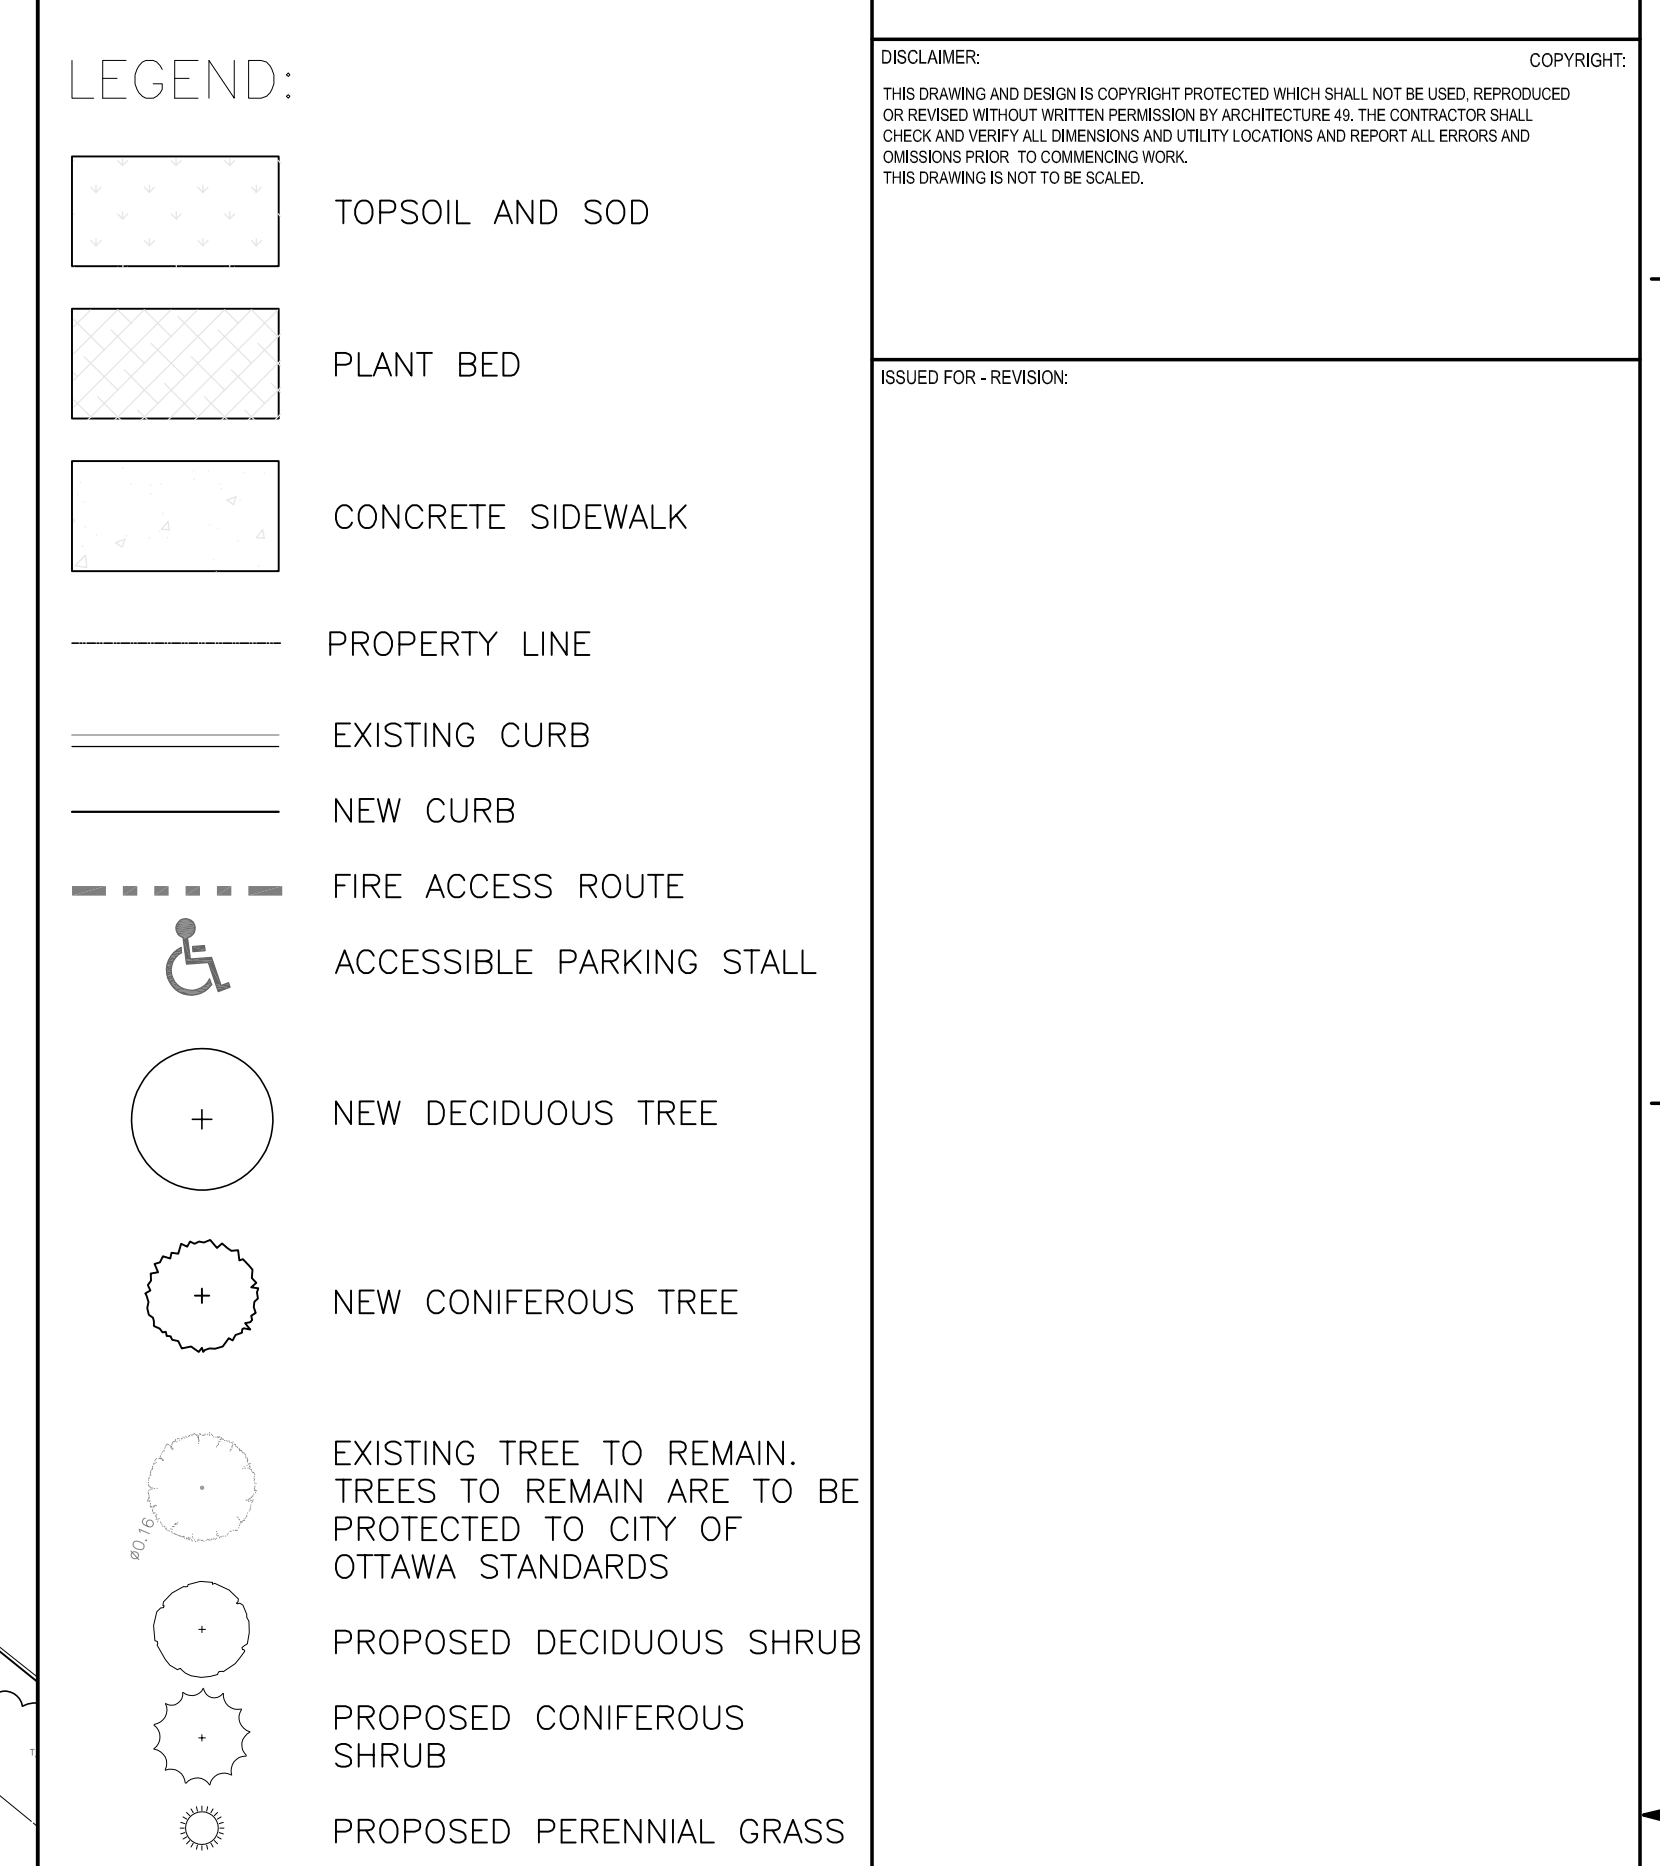 LEGEND:
TOPSOIL AND SOD
PLANT BED
CONCRETE SIDEWALK
PROPERTY LINE
EXISTING CURB
NEW CURB
FIRE ACCESS ROUTE
ACCESSIBLE PARKING STALL
NEW DECIDUOUS TREE
NEW CONIFEROUS TREE
EXISTING TREE TO REMAIN.
TREES TO REMAIN ARE TO BE
PROTECTED TO CITY OF
OTTAWA STANDARDS
ø0.16
PROPOSED DECIDUOUS SHRUB
PROPOSED CONIFEROUS
SHRUB
PROPOSED PERENNIAL GRASS
DISCLAIMER:
COPYRIGHT:
THIS DRAWING AND DESIGN IS COPYRIGHT PROTECTED WHICH SHALL NOT BE USED, REPRODUCED
OR REVISED WITHOUT WRITTEN PERMISSION BY ARCHITECTURE 49. THE CONTRACTOR SHALL
CHECK AND VERIFY ALL DIMENSIONS AND UTILITY LOCATIONS AND REPORT ALL ERRORS AND
OMISSIONS PRIOR TO COMMENCING WORK.
THIS DRAWING IS NOT TO BE SCALED.
ISSUED FOR - REVISION: